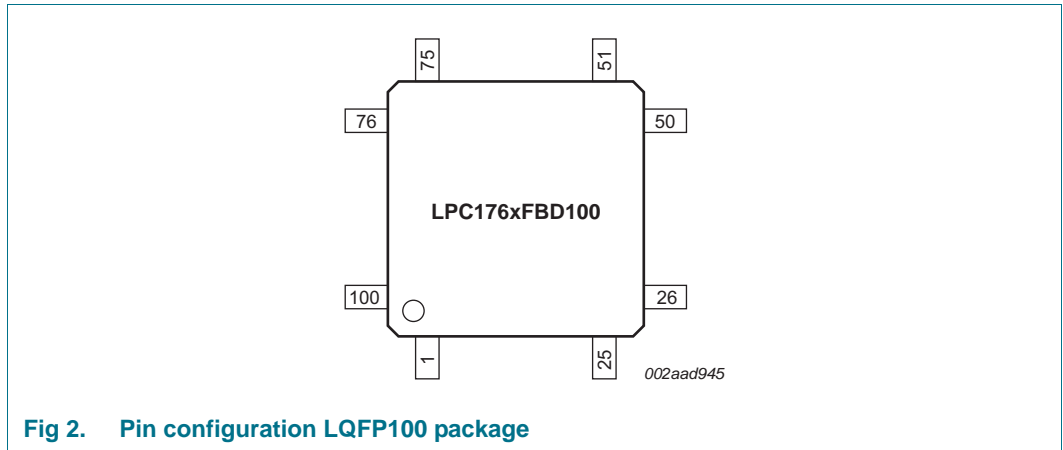 75 51
76 50
LPC176xFBD100
100 26
1 25
002aad945
Fig 2. Pin configuration LQFP100 package